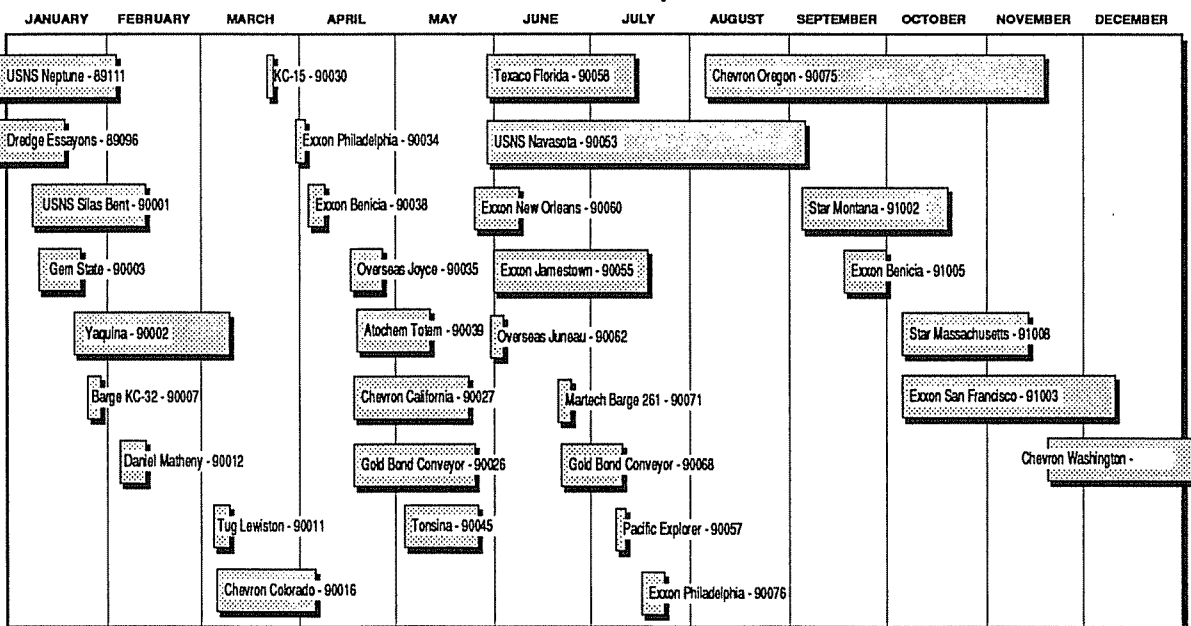 JANUARY FEBRUARY MARCH APRIL MAY JUNE JULY AUGUST SEPTEMBER OCTOBER NOVEMBER DECEMBER
USNS Neptune - 89111
KC-15 - 90030
Texaco Florida - 90058
Chevron Oregon - 90075
Dredge Essayons - 89096
Exxon Philadelphia - 90034
USNS Navasota - 90053
USNS Silas Bent - 90001
Exxon Benicia - 90038
Exxon New Orleans - 90060
Star Montana - 91002
Gem State - 90003
Overseas Joyce - 90035
Exxon Jamestown - 90055
Exxon Benicia - 91005
Yaquina - 90002
Atochem Totem - 90039
Overseas Juneau - 90062
Star Massachusetts - 91008
Barge KC-32 - 90007
Chevron California - 90027
Martech Barge 261 - 90071
Exxon San Francisco - 91003
Daniel Matheny - 90012
Gold Bond Conveyor - 90026
Gold Bond Conveyor - 90068
Chevron Washington -
Tug Lewiston - 90011
Tonsina - 90045
Pacific Explorer - 90057
Chevron Colorado - 90016
Exxon Philadelphia - 90076